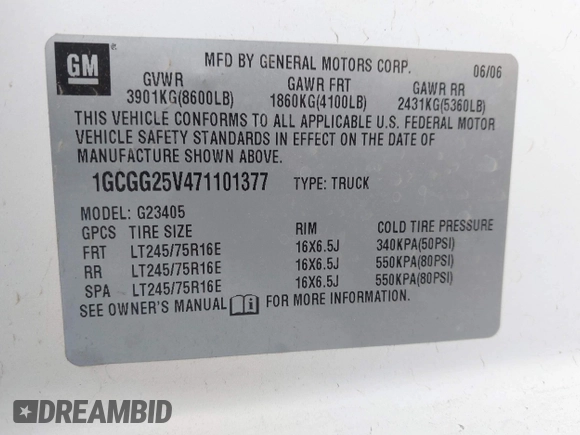 GM
MFD BY GENERAL MOTORS CORP. 06/06
GVWR GAWR FRT GAWR RR
3901KG(8600LB) 1860KG(4100LB) 2431KG(5360LB)
THIS VEHICLE CONFORMS TO ALL APPLICABLE U.S. FEDERAL MOTOR
VEHICLE SAFETY STANDARDS IN EFFECT ON THE DATE OF
MANUFACTURE SHOWN ABOVE.
1GCGG25V471101377 TYPE: TRUCK
MODEL: G23405
GPCS TIRE SIZE RIM COLD TIRE PRESSURE
FRT LT245/75R16E 16X6.5J 340KPA(50PSI)
RR LT245/75R16E 16X6.5J 550KPA(80PSI)
SPA LT245/75R16E 16X6.5J 550KPA(80PSI)
SEE OWNER'S MANUAL FOR MORE INFORMATION.
DREAMBID